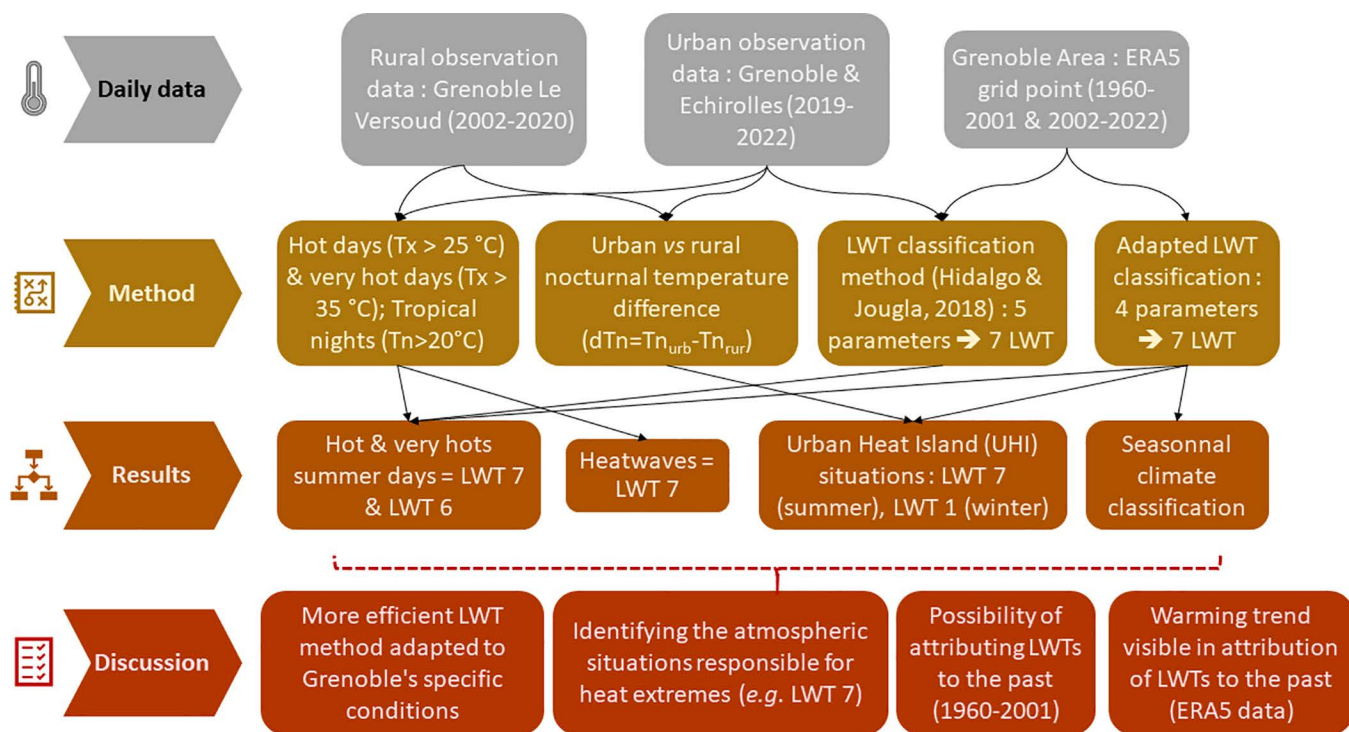 Daily data
Rural observation
data : Grenoble Le
Versoud (2002-2020)
Urban observation
data : Grenoble &
Echirolles (2019-
2022)
Grenoble Area : ERA5
grid point (1960-
2001 & 2002-2022)
Method
Hot days (Tx > 25 °C)
& very hot days (Tx >
35 °C); Tropical
nights (Tn>20°C)
Urban vs rural
nocturnal temperature
difference
(dTn=Tnurb-Tnrur)
LWT classification
method (Hidalgo &
Jougla, 2018) : 5
parameters ➔ 7 LWT
Adapted LWT
classification :
4 parameters
➔ 7 LWT
Results
Hot & very hots
summer days = LWT 7
& LWT 6
Heatwaves =
LWT 7
Urban Heat Island (UHI)
situations : LWT 7
(summer), LWT 1 (winter)
Seasonnal
climate
classification
Discussion
More efficient LWT
method adapted to
Grenoble's specific
conditions
Identifying the atmospheric
situations responsible for
heat extremes (e.g. LWT 7)
Possibility of
attributing LWTs
to the past
(1960-2001)
Warming trend
visible in attribution
of LWTs to the past
(ERA5 data)